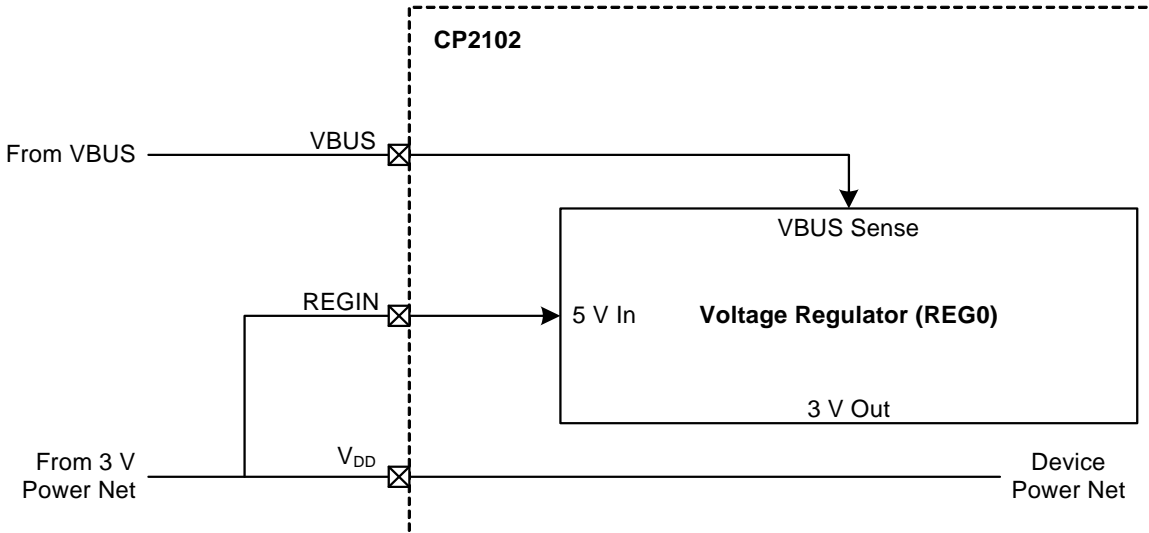 CP2102
VBUS
From VBUS
VBUS Sense
REGIN
5 V In
Voltage Regulator (REG0)
3 V Out
From 3 V
Power Net
VDD
Device
Power Net